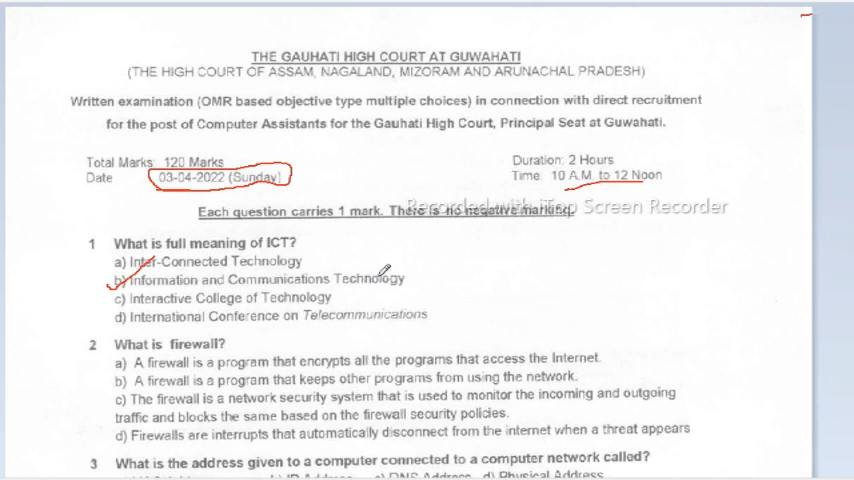 THE GAUHATI HIGH COURT AT GUWAHATI
(THE HIGH COURT OF ASSAM, NAGALAND, MIZORAM AND ARUNACHAL PRADESH)
Written examination (OMR based objective type multiple choices) in connection with direct recruitment
for the post of Computer Assistants for the Gauhati High Court, Principal Seat at Guwahati.
Total Marks: 120 Marks Duration: 2 Hours
Date 03-04-2022 (Sunday) Time: 10 A.M. to 12 Noon
Recorded with iTop Screen Recorder
Each question carries 1 mark. There is no negative marking.
1 What is full meaning of ICT?
a) Inter-Connected Technology
b) Information and Communications Technology
c) Interactive College of Technology
d) International Conference on Telecommunications
2 What is firewall?
a) A firewall is a program that encrypts all the programs that access the Internet.
b) A firewall is a program that keeps other programs from using the network.
c) The firewall is a network security system that is used to monitor the incoming and outgoing
traffic and blocks the same based on the firewall security policies.
d) Firewalls are interrupts that automatically disconnect from the internet when a threat appears
3 What is the address given to a computer connected to a computer network called?
b) IP Address c) DNS Address d) Physical Address